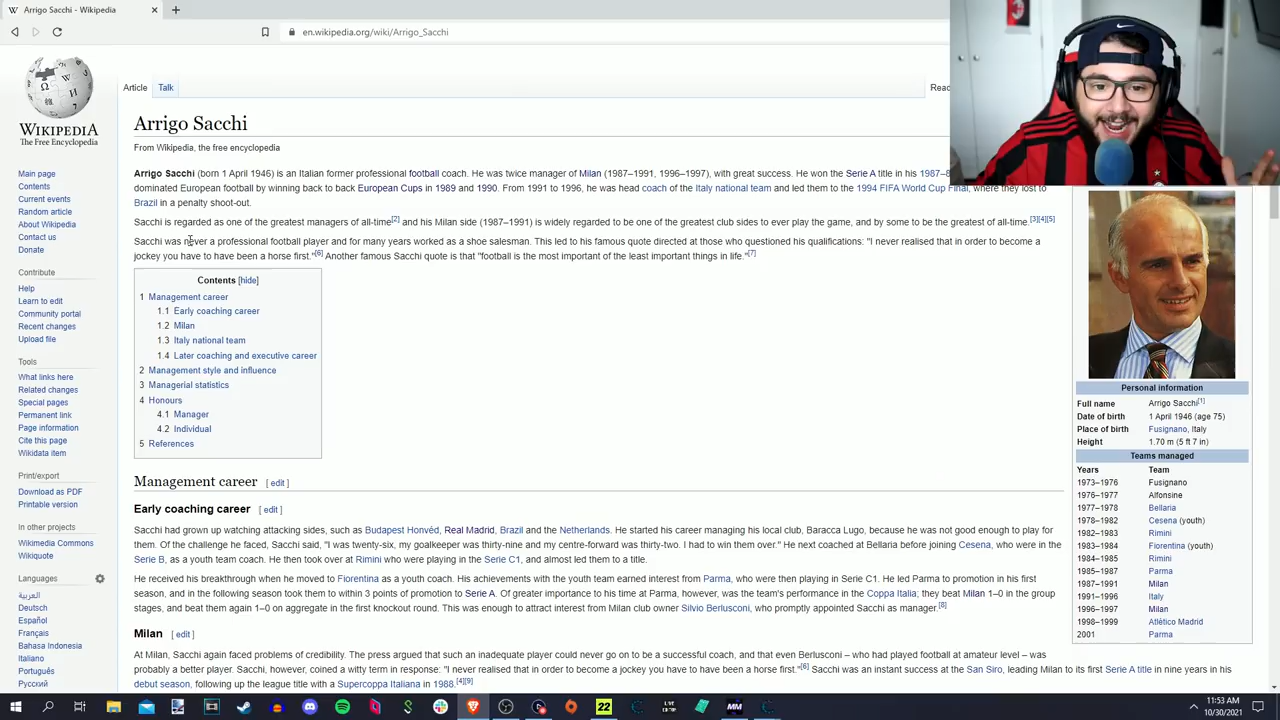 Arrigo Sacchi - Wikipedia
en.wikipedia.org/wiki/Arrigo_Sacchi
WIKIPEDIA
The Free Encyclopedia
Main page
Contents
Current events
Random article
About Wikipedia
Contact us
Donate
Contribute
Help
Learn to edit
Community portal
Recent changes
Upload file
Tools
What links here
Related changes
Special pages
Permanent link
Page information
Cite this page
Wikidata item
Print/export
Download as PDF
Printable version
In other projects
Wikimedia Commons
Wikiquote
Languages
العربية
Deutsch
Español
Français
Bahasa Indonesia
Italiano
Português
Русский
Article Talk
Arrigo Sacchi
From Wikipedia, the free encyclopedia
Arrigo Sacchi (born 1 April 1946) is an Italian former professional football coach. He was twice manager of Milan (1987–1991, 1996–1997), with great success. He won the Serie A title in his 1987–8
dominated European football by winning back to back European Cups in 1989 and 1990. From 1991 to 1996, he was head coach of the Italy national team and led them to the 1994 FIFA World Cup Final, where they lost to
Brazil in a penalty shoot-out.
Sacchi is regarded as one of the greatest managers of all-time[2] and his Milan side (1987–1991) is widely regarded to be one of the greatest club sides to ever play the game, and by some to be the greatest of all-time.[3][4][5]
Sacchi was never a professional football player and for many years worked as a shoe salesman. This led to his famous quote directed at those who questioned his qualifications: "I never realised that in order to become a
jockey you have to have been a horse first."[6] Another famous Sacchi quote is that "football is the most important of the least important things in life."[7]
Contents [hide]
1 Management career
1.1 Early coaching career
1.2 Milan
1.3 Italy national team
1.4 Later coaching and executive career
2 Management style and influence
3 Managerial statistics
4 Honours
4.1 Manager
4.2 Individual
5 References
Management career [ edit ]
Early coaching career [ edit ]
Sacchi had grown up watching attacking sides, such as Budapest Honvéd, Real Madrid, Brazil and the Netherlands. He started his career managing his local club, Baracca Lugo, because he was not good enough to play for
them. Of the challenge he faced, Sacchi said, "I was twenty-six, my goalkeeper was thirty-nine and my centre-forward was thirty-two. I had to win them over." He next coached at Bellaria before joining Cesena, who were in the
Serie B, as a youth team coach. He then took over at Rimini who were playing in the Serie C1, and almost led them to a title.
He received his breakthrough when he moved to Fiorentina as a youth coach. His achievements with the youth team earned interest from Parma, who were then playing in Serie C1. He led Parma to promotion in his first
season, and in the following season took them to within 3 points of promotion to Serie A. Of greater importance to his time at Parma, however, was the team's performance in the Coppa Italia; they beat Milan 1–0 in the group
stages, and beat them again 1–0 on aggregate in the first knockout round. This was enough to attract interest from Milan club owner Silvio Berlusconi, who promptly appointed Sacchi as manager.[8]
Milan [ edit ]
At Milan, Sacchi again faced problems of credibility. The press argued that such an inadequate player could never go on to be a successful coach, and that even Berlusconi – who had played football at amateur level – was
probably a better player. Sacchi, however, coined a witty term in response: "I never realised that in order to become a jockey you have to have been a horse first."[6] Sacchi was an instant success at the San Siro, leading Milan to its first Serie A title in nine years in his
debut season, following up the league title with a Supercoppa Italiana in 1988.[4][9]
Personal information
Full name Arrigo Sacchi[1]
Date of birth 1 April 1946 (age 75)
Place of birth Fusignano, Italy
Height 1.70 m (5 ft 7 in)
Teams managed
Years Team
1973–1976 Fusignano
1976–1977 Alfonsine
1977–1978 Bellaria
1978–1982 Cesena (youth)
1982–1983 Rimini
1983–1984 Fiorentina (youth)
1984–1985 Rimini
1985–1987 Parma
1987–1991 Milan
1991–1996 Italy
1996–1997 Milan
1998–1999 Atlético Madrid
2001 Parma
22
11:53 AM
10/30/2021